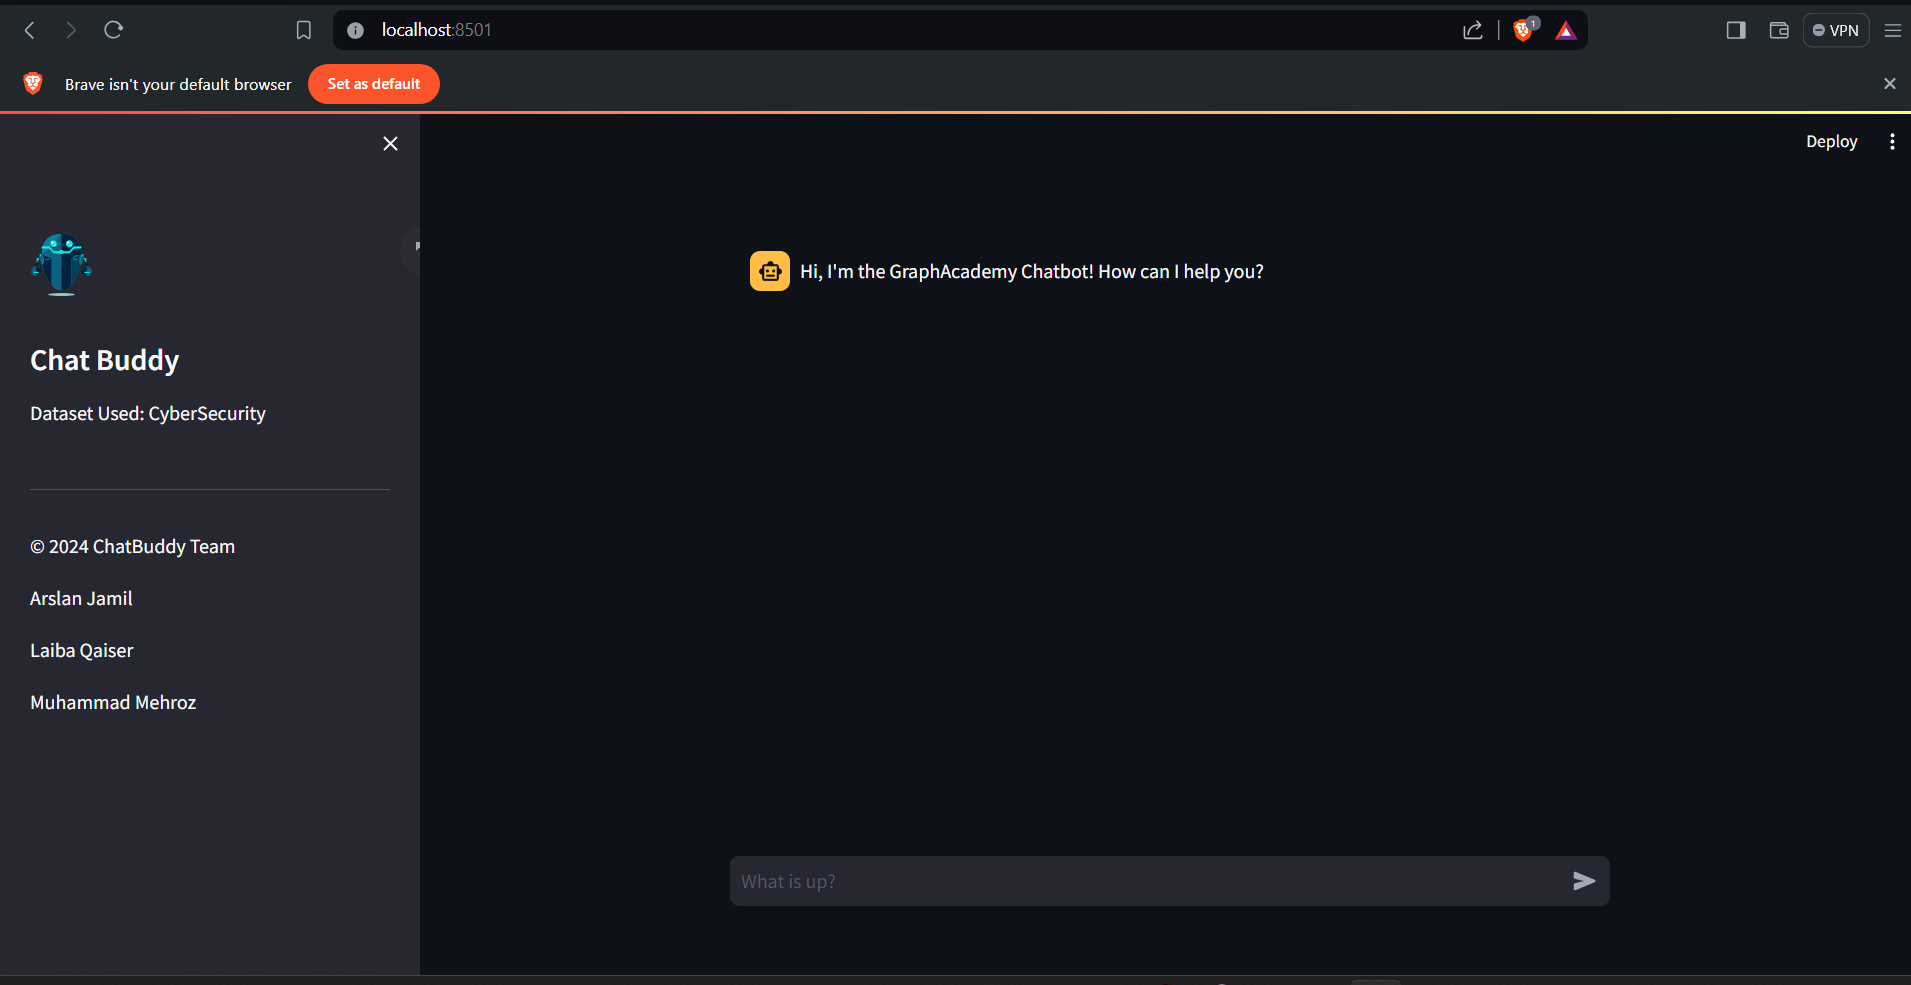 localhost:8501
1
VPN
Brave isn't your default browser
Set as default
Deploy
Hi, I'm the GraphAcademy Chatbot! How can I help you?
Chat Buddy
Dataset Used: CyberSecurity
© 2024 ChatBuddy Team
Arslan Jamil
Laiba Qaiser
Muhammad Mehroz
What is up?